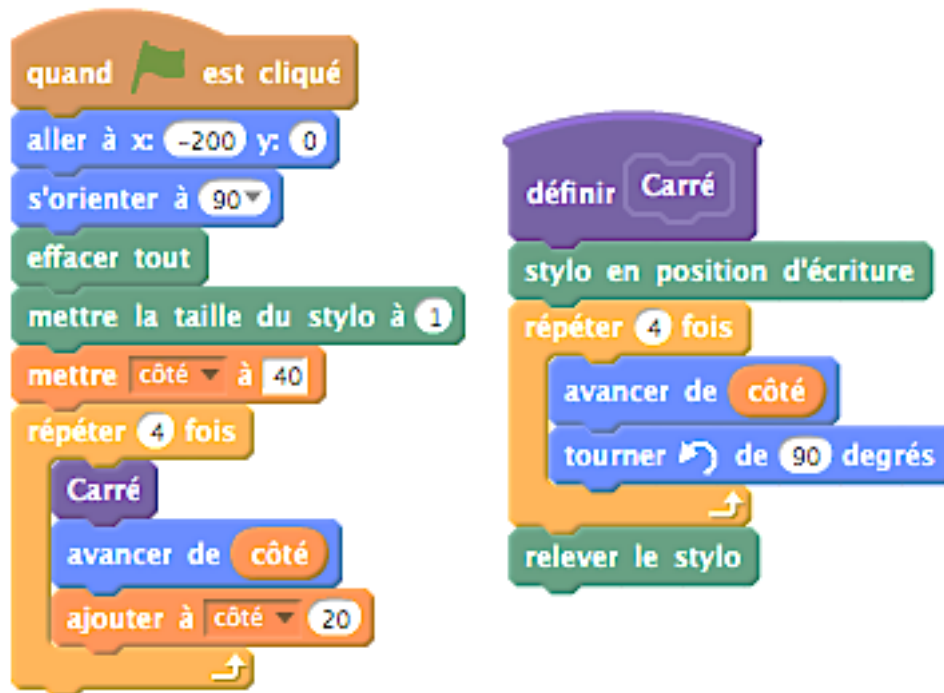 quand est cliqué
aller à x: -200 y: 0
s'orienter à 90
effacer tout
mettre la taille du stylo à 1
mettre côté à 40
répéter 4 fois
Carré
avancer de côté
ajouter à côté 20
définir Carré
stylo en position d'écriture
répéter 4 fois
avancer de côté
tourner de 90 degrés
relever le stylo